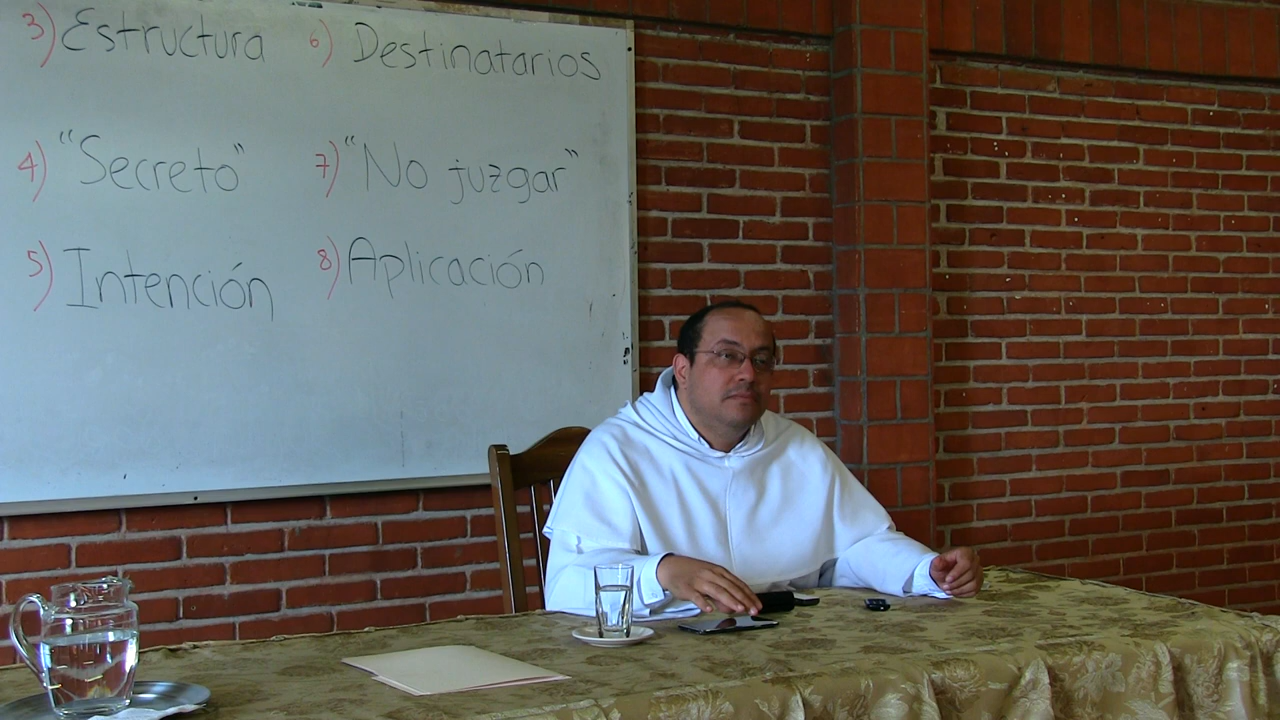 3) Estructura
4) "Secreto"
5) Intención
6) Destinatarios
7) "No juzgar"
8) Aplicación